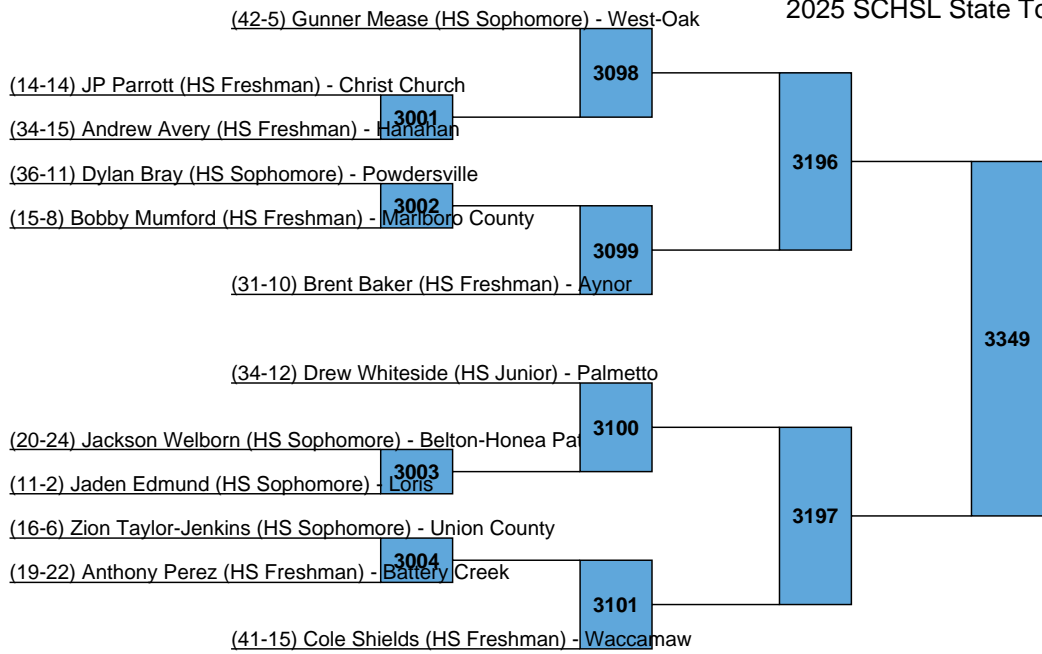 2025 SCHSL State To
(42-5) Gunner Mease (HS Sophomore) - West-Oak
3098
(14-14) JP Parrott (HS Freshman) - Christ Church
3001
(34-15) Andrew Avery (HS Freshman) - Hanahan
3196
(36-11) Dylan Bray (HS Sophomore) - Powdersville
3002
(15-8) Bobby Mumford (HS Freshman) - Marlboro County
3099
(31-10) Brent Baker (HS Freshman) - Aynor
3349
(34-12) Drew Whiteside (HS Junior) - Palmetto
3100
(20-24) Jackson Welborn (HS Sophomore) - Belton-Honea Pat
3003
(11-2) Jaden Edmund (HS Sophomore) - Loris
3197
(16-6) Zion Taylor-Jenkins (HS Sophomore) - Union County
3004
(19-22) Anthony Perez (HS Freshman) - Battery Creek
3101
(41-15) Cole Shields (HS Freshman) - Waccamaw